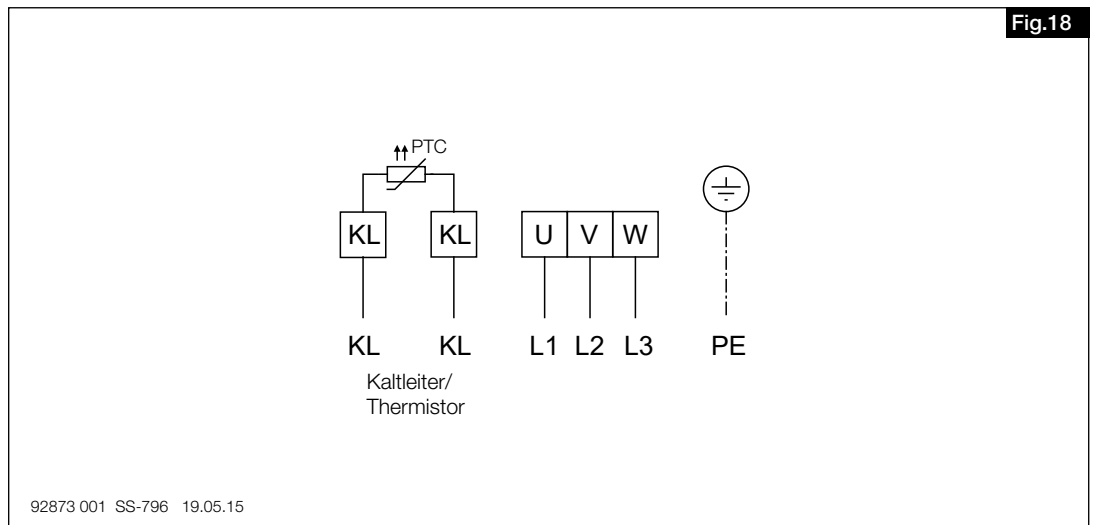 Fig.18
PTC
KL KL U V W
KL KL L1 L2 L3 PE
Kaltleiter/
Thermistor
92873 001 SS-796 19.05.15